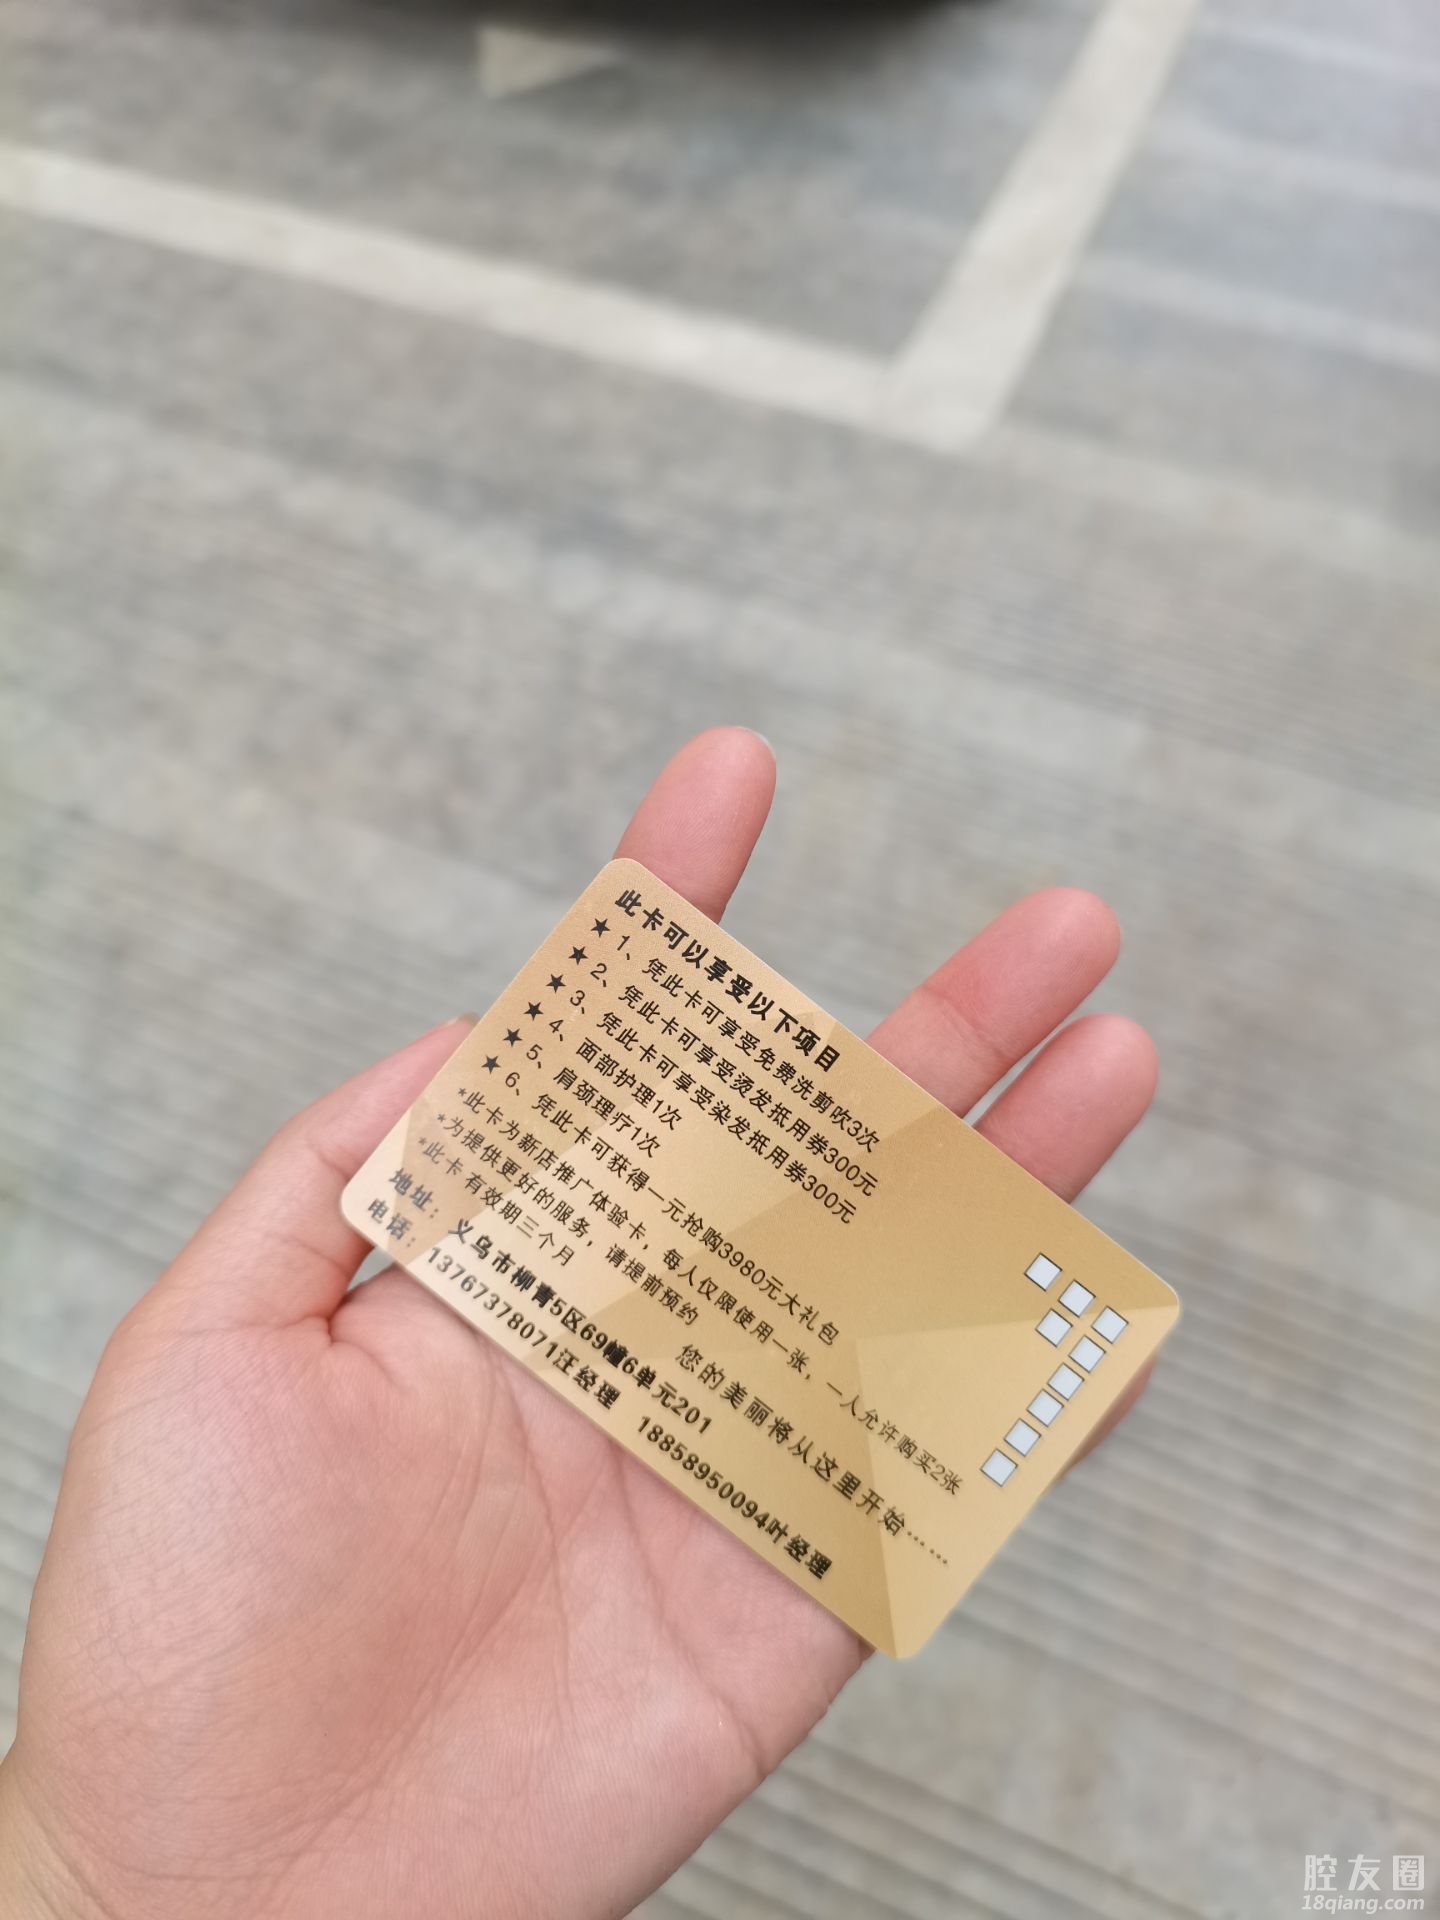 此卡可以享受以下项目
★ 1、凭此卡可享受免费洗剪吹3次
★ 2、凭此卡可享受烫发抵用券300元
★ 3、凭此卡可享受染发抵用券300元
★ 4、面部护理1次
★ 5、肩颈理疗1次
★ 6、凭此卡可获得一元抢购3980元大礼包
*此卡为新店推广体验卡，每人仅限使用一张，一人允许购买2张
*为提供更好的服务，请提前预约
*此卡 有效期三个月
您的美丽将从这里开始……
地址：义乌市柳青5区69幢6单元201
电话：13767378071汪经理 18858950094叶经理
腔友圈
18qiang.com